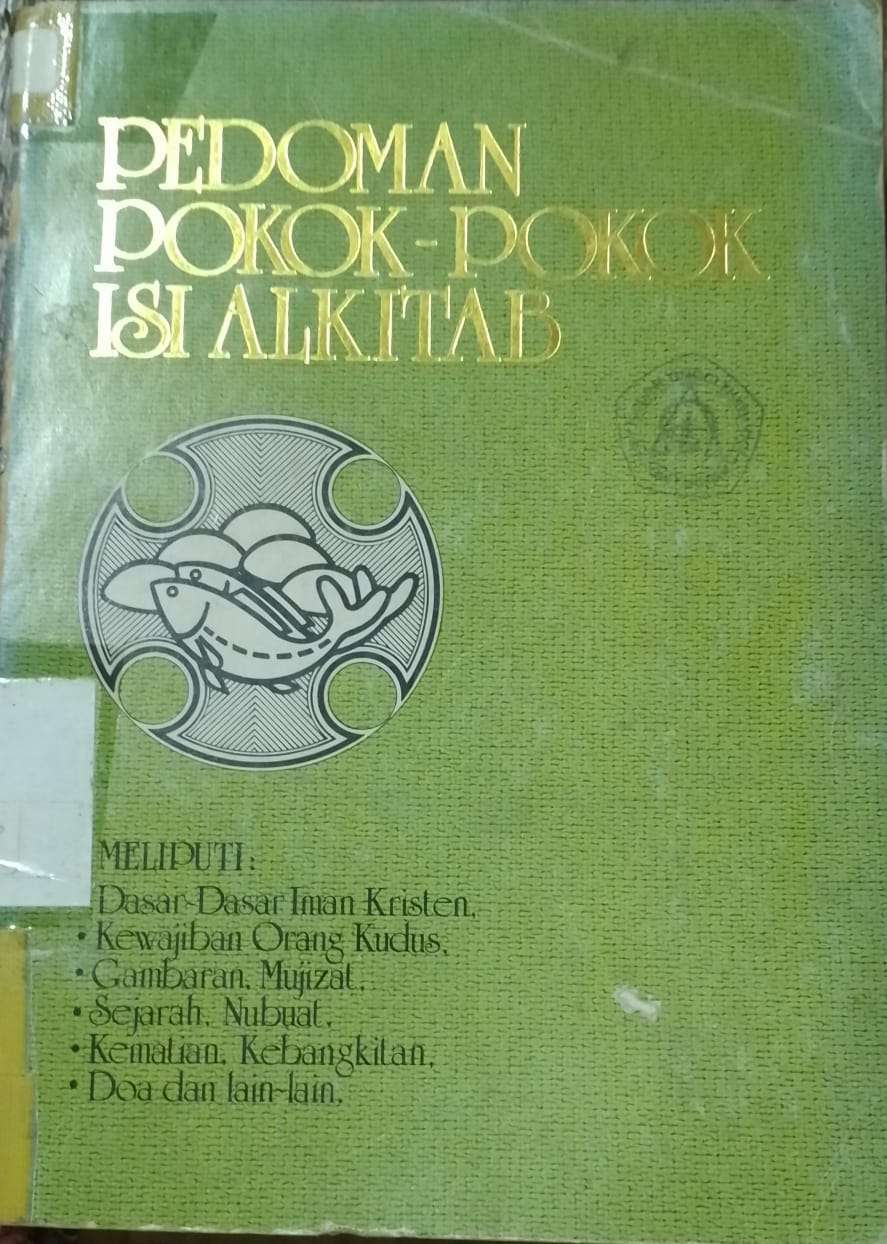 PEDOMAN
POKOK-POKOK
ISI ALKITAB
MELIPUTI:
Dasar-Dasar Iman Kristen,
• Kewajiban Orang Kudus,
• Gambaran, Mujizat,
• Sejarah, Nubuat,
• Kematian, Kebangkitan,
• Doa dan lain-lain,